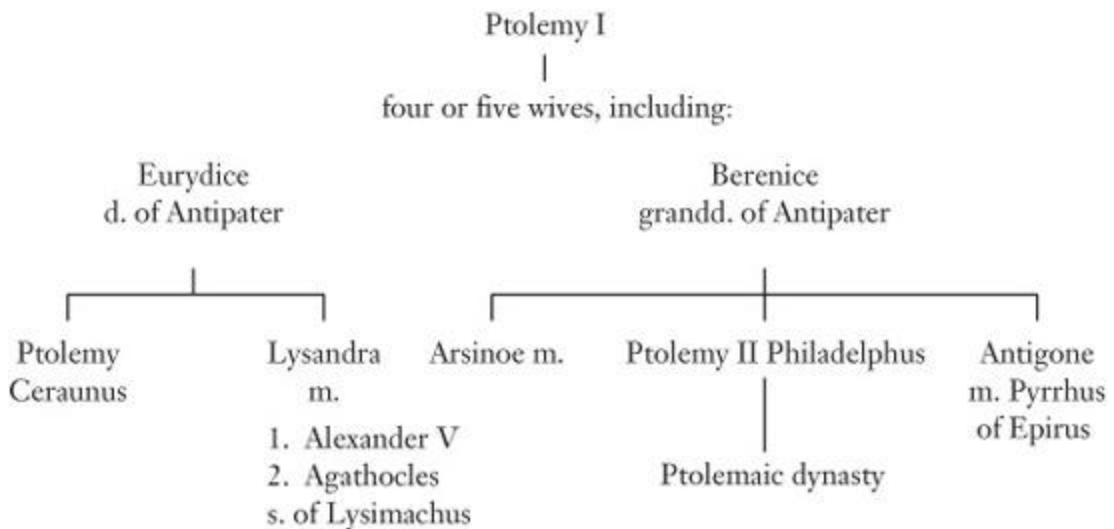 Ptolemy I
four or five wives, including:
Eurydice
d. of Antipater
Berenice
grandd. of Antipater
Ptolemy
Ceraunus
Lysandra
m.
1. Alexander V
2. Agathocles
s. of Lysimachus
Arsinoe m.
Ptolemy II Philadelphus
Ptolemaic dynasty
Antigone
m. Pyrrhus
of Epirus